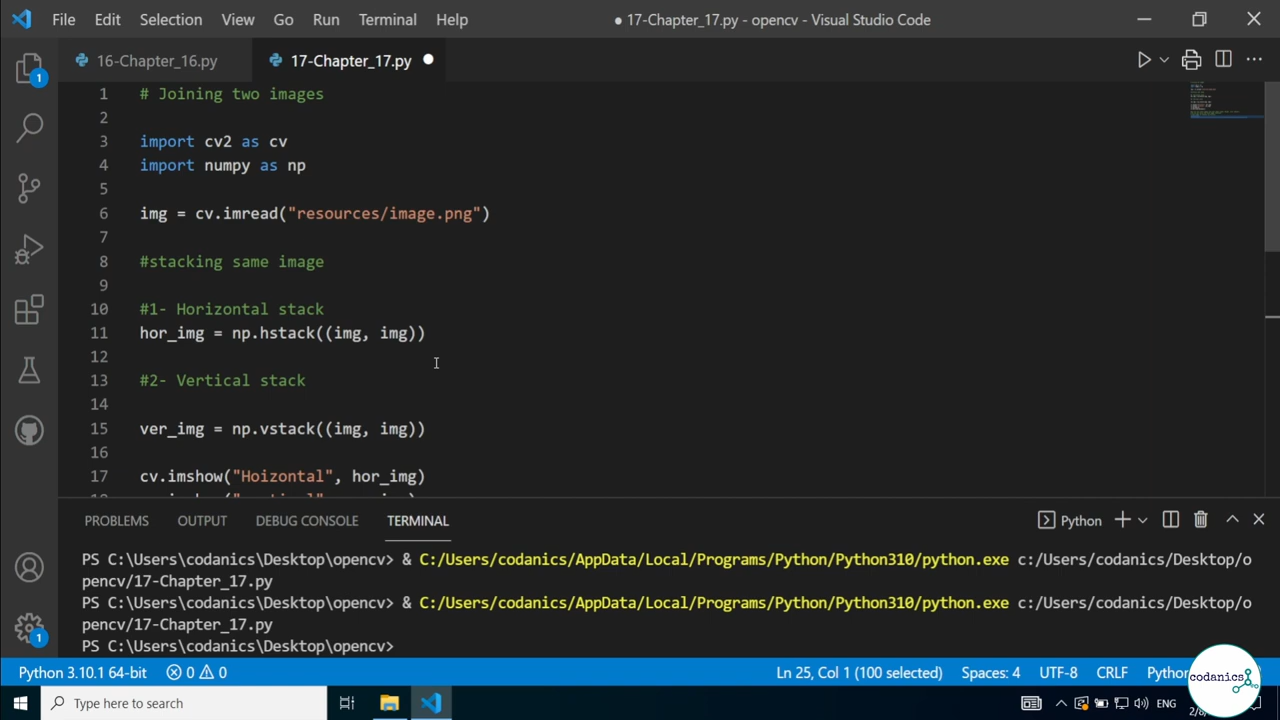 File Edit Selection View Go Run Terminal Help ● 17-Chapter_17.py - opencv - Visual Studio Code
16-Chapter_16.py 17-Chapter_17.py
1 # Joining two images
2
3 import cv2 as cv
4 import numpy as np
5
6 img = cv.imread("resources/image.png")
7
8 #stacking same image
9
10 #1- Horizontal stack
11 hor_img = np.hstack((img, img))
12
13 #2- Vertical stack
14
15 ver_img = np.vstack((img, img))
16
17 cv.imshow("Hoizontal", hor_img)
PROBLEMS OUTPUT DEBUG CONSOLE TERMINAL Python
PS C:\Users\codanics\Desktop\opencv> & C:/Users/codanics/AppData/Local/Programs/Python/Python310/python.exe c:/Users/codanics/Desktop/o
pencv/17-Chapter_17.py
PS C:\Users\codanics\Desktop\opencv> & C:/Users/codanics/AppData/Local/Programs/Python/Python310/python.exe c:/Users/codanics/Desktop/o
pencv/17-Chapter_17.py
PS C:\Users\codanics\Desktop\opencv>
1
1
Python 3.10.1 64-bit 0 0 Ln 25, Col 1 (100 selected) Spaces: 4 UTF-8 CRLF Python
codanics
Type here to search ENG